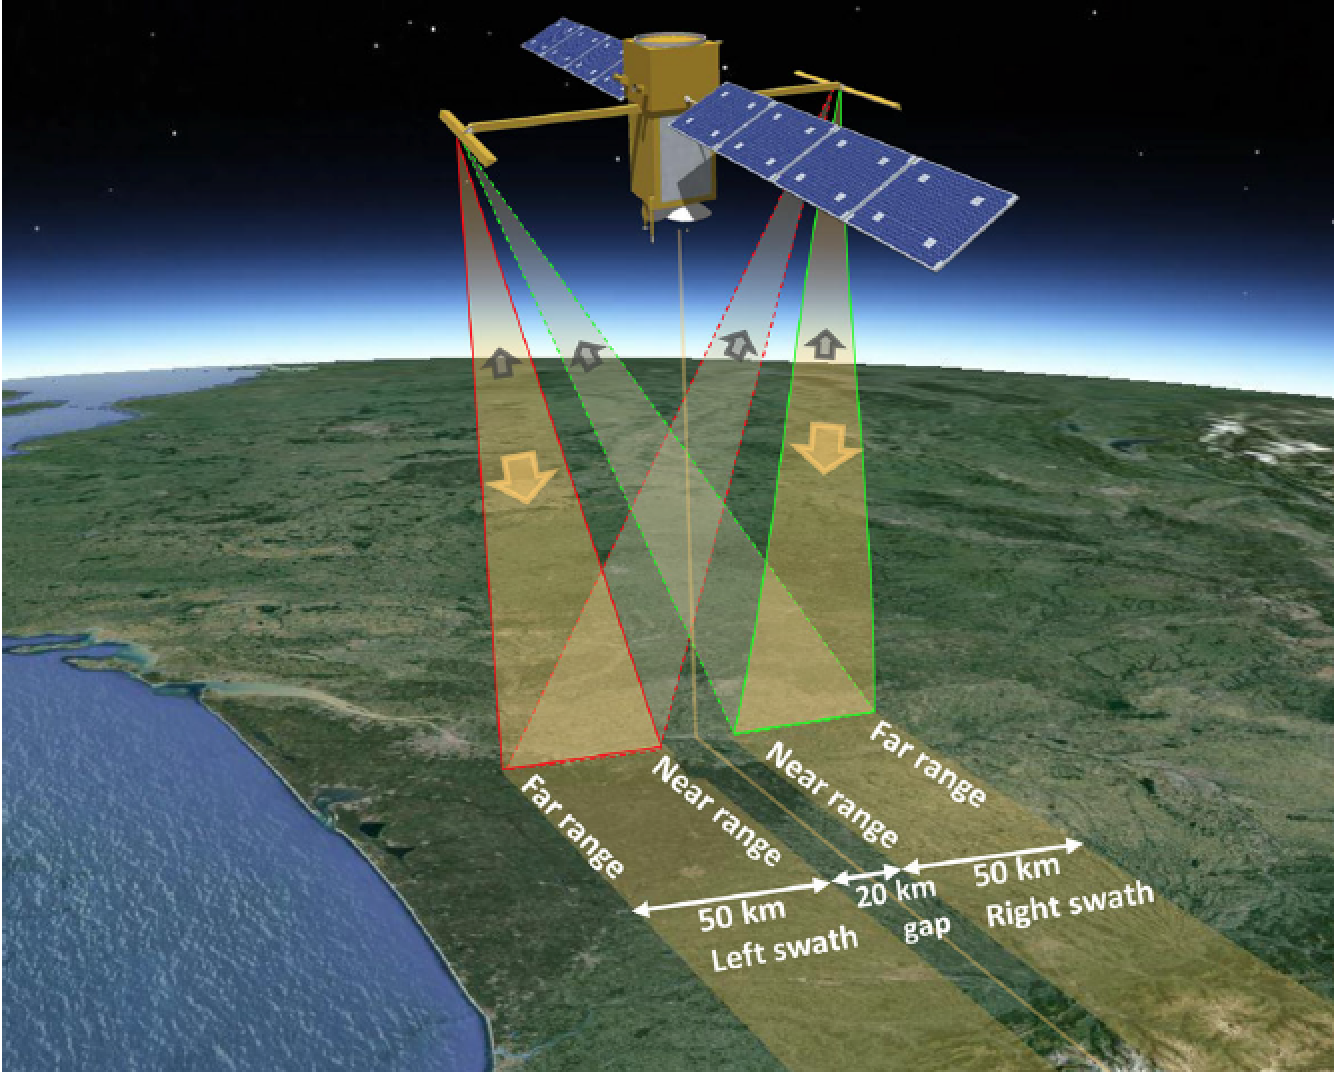 Far range
Near range
Near range
Far range
50 km
Left swath
20 km
gap
50 km
Right swath